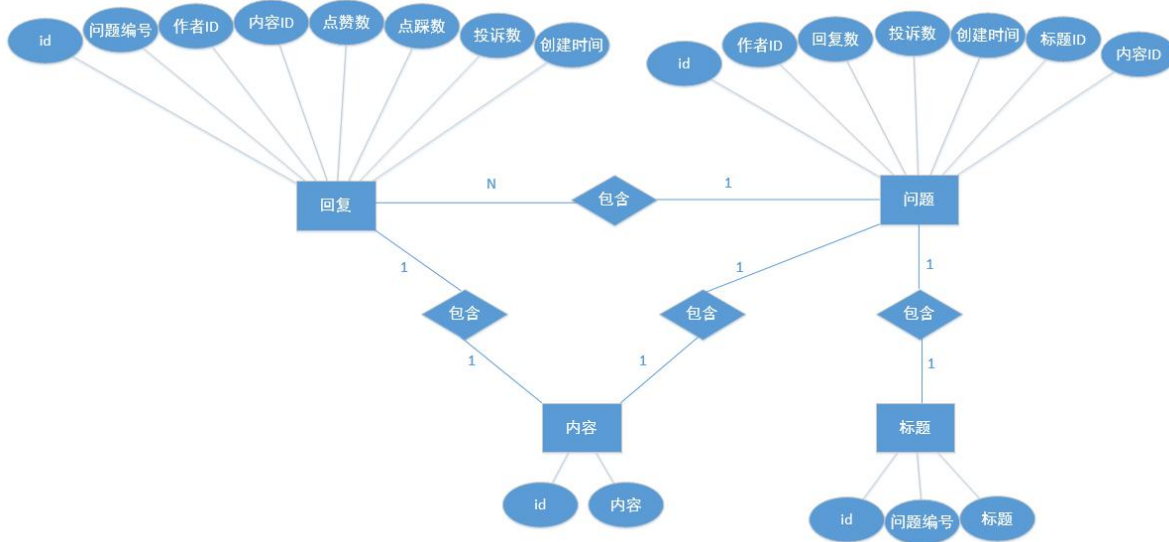 id
问题编号
作者ID
内容ID
点赞数
点踩数
投诉数
创建时间
id
作者ID
回复数
投诉数
创建时间
标题ID
内容ID
回复
N
包含
1
问题
1
1
1
包含
包含
包含
1
1
1
内容
标题
id
内容
id
问题编号
标题